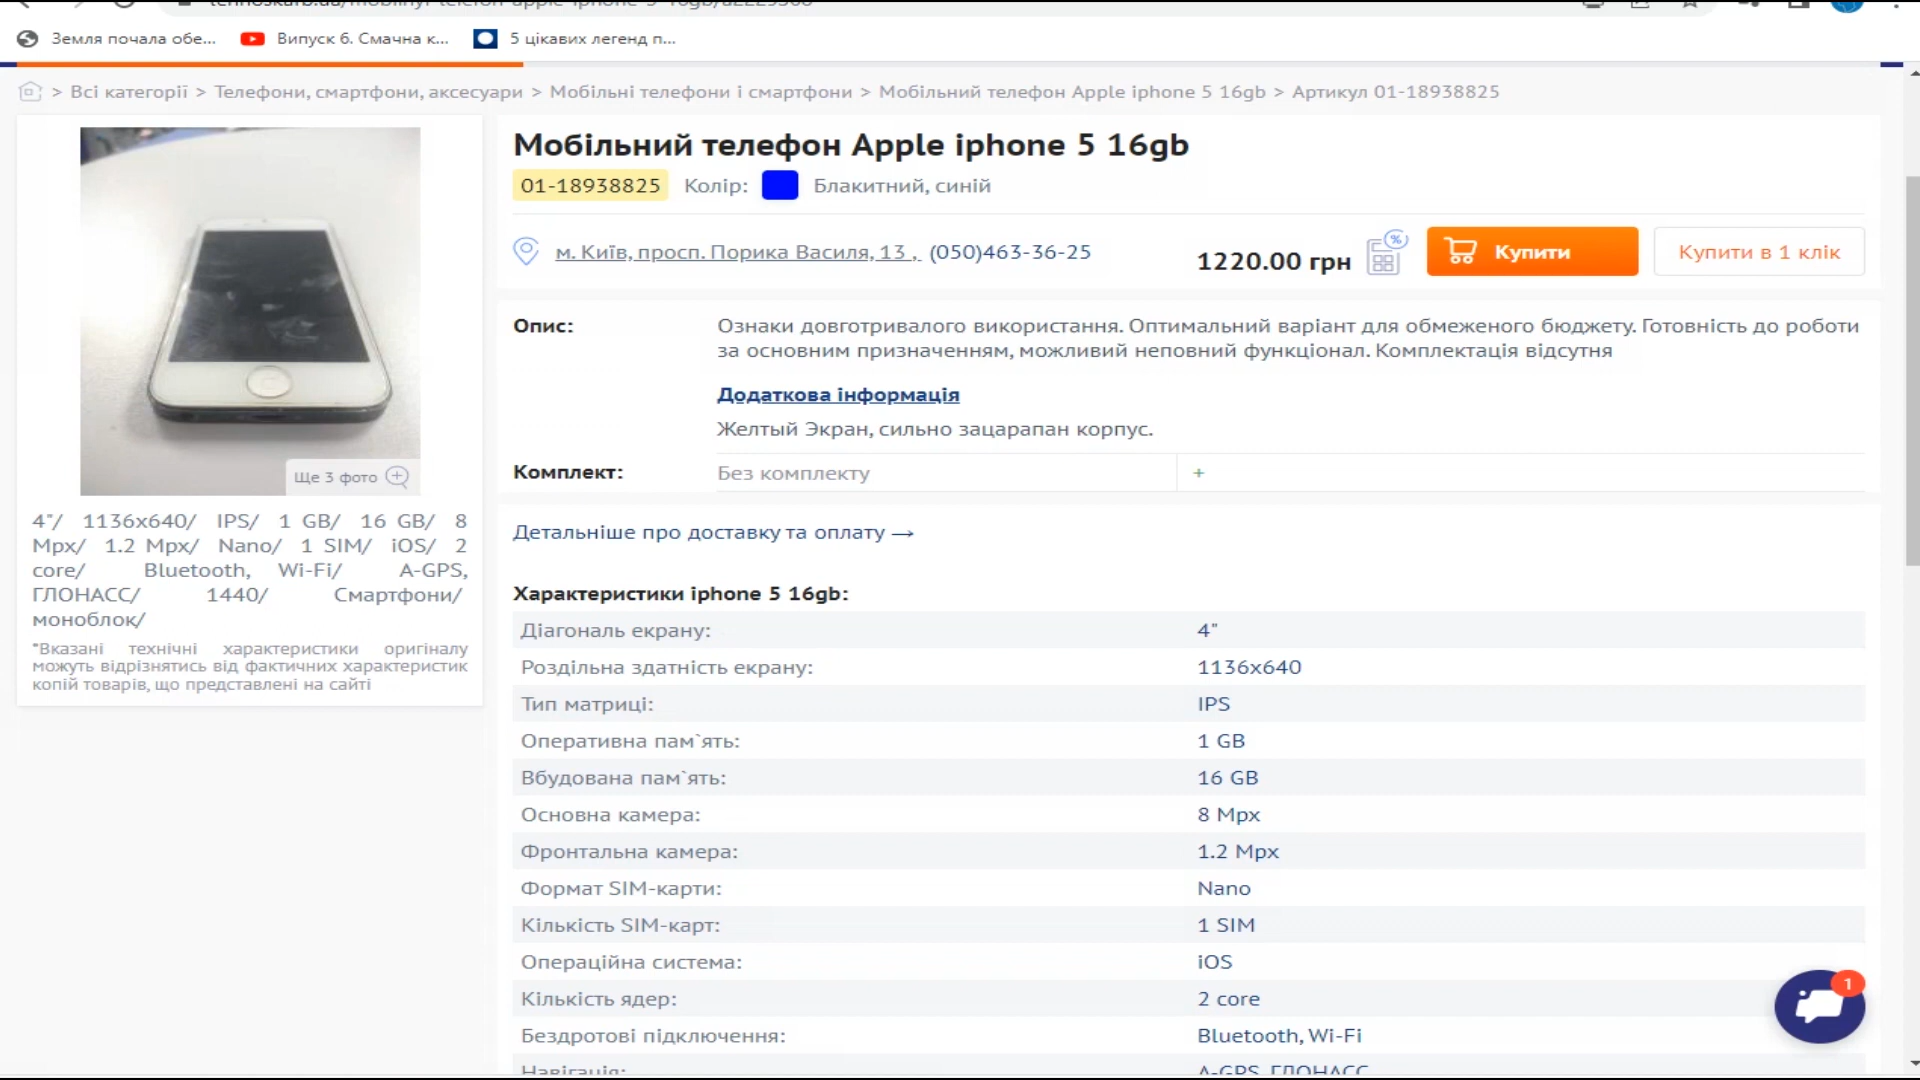 Земля почала обе...
Випуск 6. Смачна к...
5 цікавих легенд п...
> Всі категорії > Телефони, смартфони, аксесуари > Мобільні телефони і смартфони > Мобільний телефон Apple iphone 5 16gb > Артикул 01-18938825
Ще 3 фото
4"/ 1136x640/ IPS/ 1 GB/ 16 GB/ 8
Mpx/ 1.2 Mpx/ Nano/ 1 SIM/ iOS/ 2
core/ Bluetooth, Wi-Fi/ A-GPS,
ГЛОНАСС/ 1440/ Смартфони/
моноблок/
*Вказані технічні характеристики оригіналу
можуть відрізнятись від фактичних характеристик
копій товарів, що представлені на сайті
Мобільний телефон Apple iphone 5 16gb
01-18938825 Колір: Блакитний, синій
м. Київ, просп. Порика Василя, 13 , (050)463-36-25
1220.00 грн
%
Купити
Купити в 1 клік
Опис:
Ознаки довготривалого використання. Оптимальний варіант для обмеженого бюджету. Готовність до роботи
за основним призначенням, можливий неповний функціонал. Комплектація відсутня
Додаткова інформація
Желтый Экран, сильно зацарапан корпус.
Комплект: Без комплекту +
Детальніше про доставку та оплату →
Характеристики iphone 5 16gb:
Діагональ екрану: 4"
Роздільна здатність екрану: 1136x640
Тип матриці: IPS
Оперативна пам`ять: 1 GB
Вбудована пам`ять: 16 GB
Основна камера: 8 Mpx
Фронтальна камера: 1.2 Mpx
Формат SIM-карти: Nano
Кількість SIM-карт: 1 SIM
Операційна система: iOS
Кількість ядер: 2 core
Бездротові підключення: Bluetooth, Wi-Fi
Навігація: A-GPS, ГЛОНАСС
1